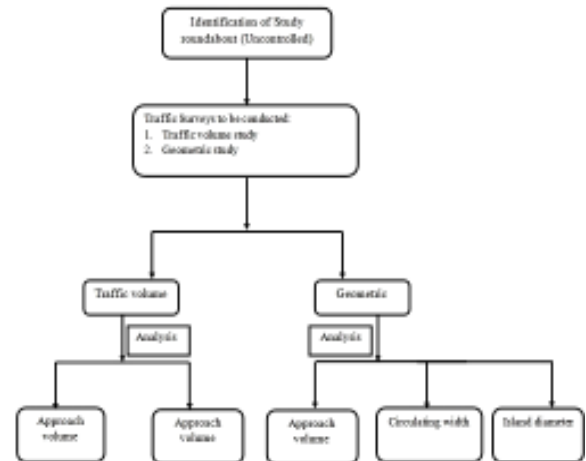 Identification of Study
roundabout (Uncontrolled)
Traffic Surveys to be conducted:
1. Traffic volume study
2. Geometric study
Traffic volume
Geometric
Analysis
Analysis
Approach
volume
Approach
volume
Approach
volume
Circulating width
Island diameter